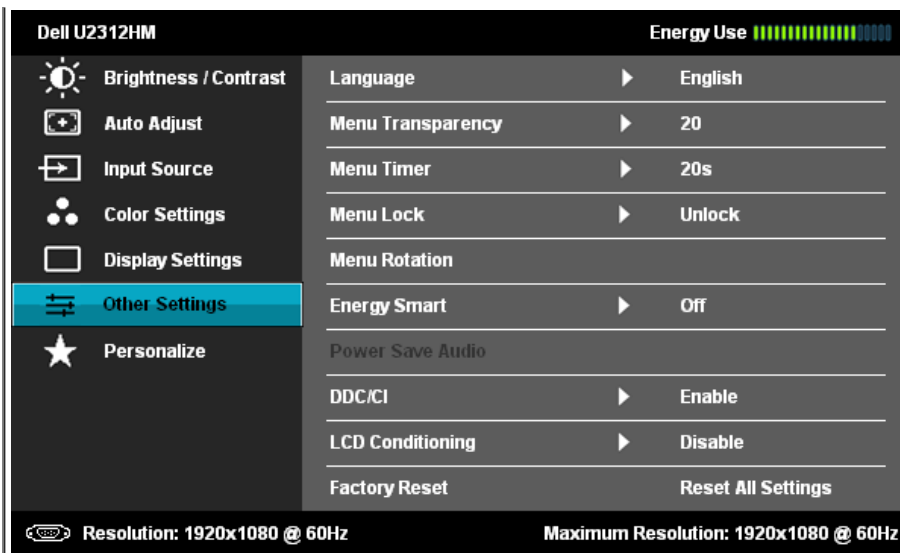 Dell U2312HM Energy Use
Brightness / Contrast
Auto Adjust
Input Source
Color Settings
Display Settings
Other Settings
Personalize
Language English
Menu Transparency 20
Menu Timer 20s
Menu Lock Unlock
Menu Rotation
Energy Smart Off
Power Save Audio
DDC/CI Enable
LCD Conditioning Disable
Factory Reset Reset All Settings
Resolution: 1920x1080 @ 60Hz Maximum Resolution: 1920x1080 @ 60Hz